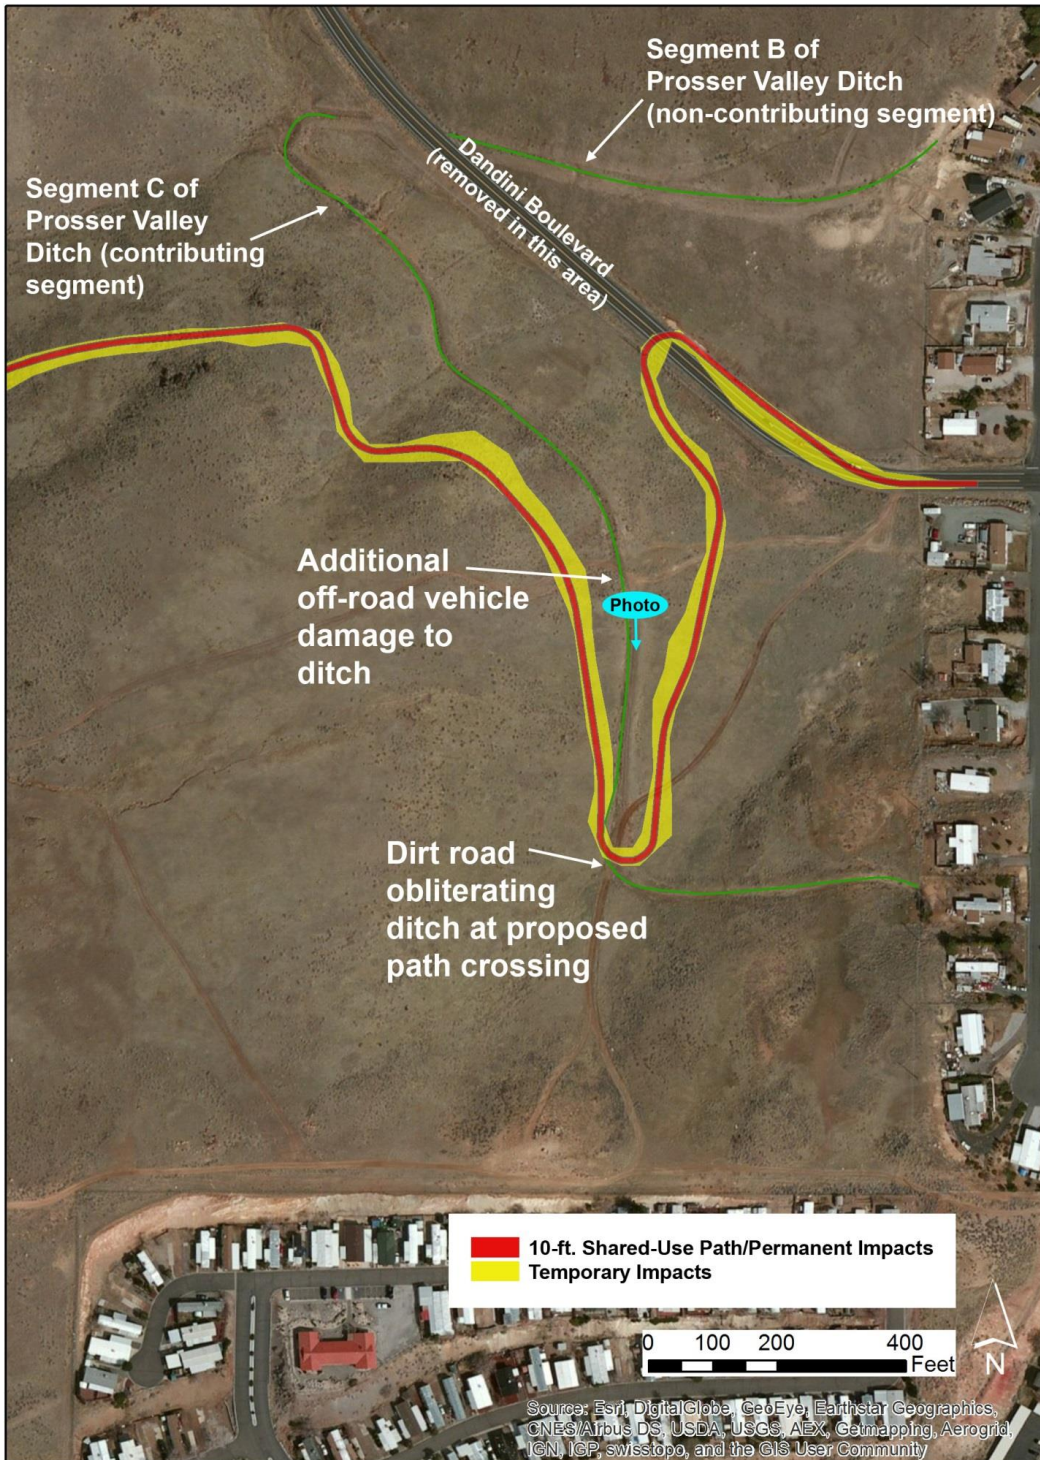 Segment B of
Prosser Valley Ditch
(non-contributing segment)
Dandini Boulevard
(removed in this area)
Segment C of
Prosser Valley
Ditch (contributing
segment)
Additional
off-road vehicle
damage to
ditch
Photo
Dirt road
obliterating
ditch at proposed
path crossing
10-ft. Shared-Use Path/Permanent Impacts
Temporary Impacts
0 100 200 400
Feet
N
Source: Esri, DigitalGlobe, GeoEye, Earthstar Geographics,
CNES/Airbus DS, USDA, USGS, AEX, Getmapping, Aerogrid,
IGN, IGP, swisstopo, and the GIS User Community